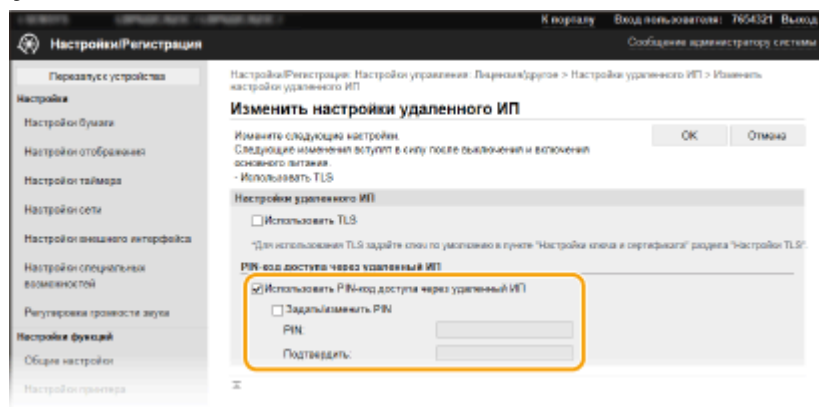 К порталу Вход пользователя: 7654321 Выход
Настройки/Регистрация
Сообщение администратору системы
Перезапуск устройства
Настройка
Настройки бумаги
Настройки отображения
Настройки таймера
Настройки сети
Настройки внешнего интерфейса
Настройки специальных
возможностей
Регулировка громкости звука
Настройки функций
Общие настройки
Настройки принтера
Настройка/Регистрация: Настройки управления: Лицензия/другое > Настройки удаленного ИП > Изменить
настройки удаленного ИП
Изменить настройки удаленного ИП
Измените следующие настройки.
Следующие изменения вступят в силу после выключения и включения
основного питания.
- Использовать TLS
OK Отмена
Настройки удаленного ИП
Использовать TLS
*Для использования TLS задайте ключ по умолчанию в пункте "Настройки ключа и сертификата" раздела "Настройки TLS".
PIN-код доступа через удаленный ИП
Использовать PIN-код доступа через удаленный ИП
Задать/изменить PIN
PIN:
Подтвердить: